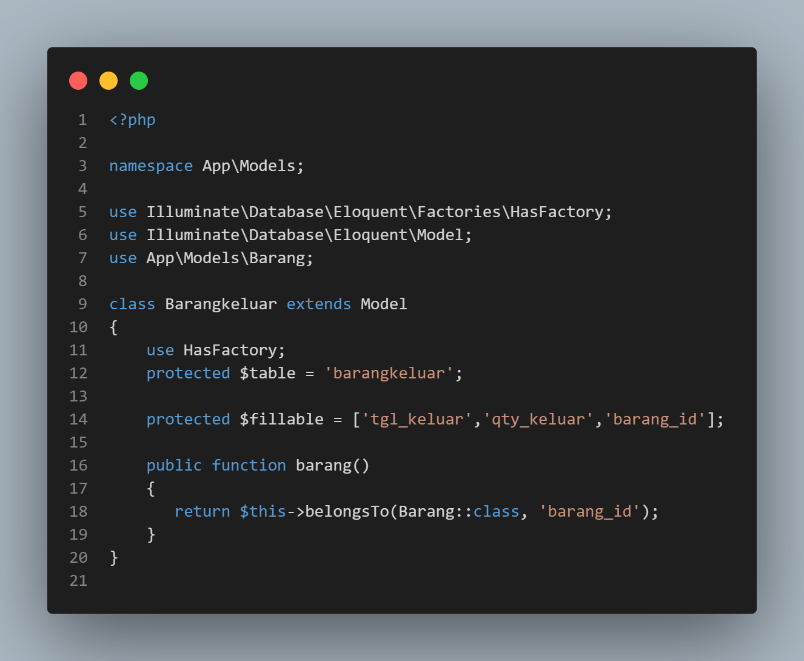 1 <?php
2
3 namespace App\Models;
4
5 use Illuminate\Database\Eloquent\Factories\HasFactory;
6 use Illuminate\Database\Eloquent\Model;
7 use App\Models\Barang;
8
9 class Barangkeluar extends Model
10 {
11     use HasFactory;
12     protected $table = 'barangkeluar';
13
14     protected $fillable = ['tgl_keluar','qty_keluar','barang_id'];
15
16     public function barang()
17     {
18        return $this->belongsTo(Barang::class, 'barang_id');
19     }
20 }
21